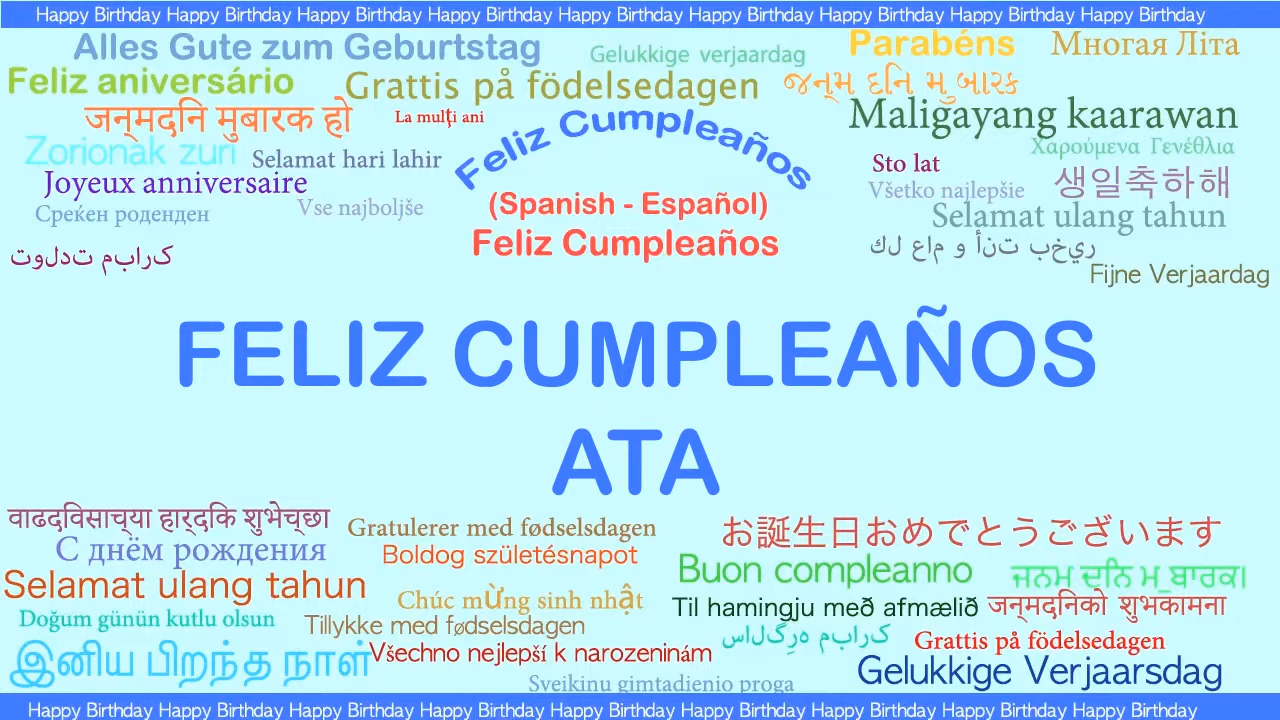 Happy Birthday Happy Birthday Happy Birthday Happy Birthday Happy Birthday Happy Birthday Happy Birthday Happy Birthday Happy Birthday
Alles Gute zum Geburtstag
Gelukkige verjaardag
Parabéns
Многая Літа
Feliz aniversário
Grattis på födelsedagen
જન્મ દનિ મુબારક
जन्मदनि मुबारक हो
La mulţi ani
Feliz Cumpleaños
Maligayang kaarawan
Zorionak zuri
Selamat hari lahir
Χαρούμενα Γενέθλια
Sto lat
Joyeux anniversaire
(Spanish - Español)
Všetko najlepšie
생일축하해
Срeќен роденден
Vse najboljše
Selamat ulang tahun
Feliz Cumpleaños
تولدت مبارک
كل عام و أنت بخير
Fijne Verjaardag
FELIZ CUMPLEAÑOS
ATA
वाढदविसाच्या हार्दकि शुभेच्छा
Gratulerer med fødselsdagen
お誕生日おめでとうございます
С днём рождения
Boldog születésnapot
Selamat ulang tahun
Buon compleanno
ਜਨਮ ਦਨਿ ਮੁਬਾਰਕ।
Chúc mừng sinh nhật
Til hamingju með afmælið
जन्मदनिको शुभकामना
Doğum günün kutlu olsun
Tillykke med fødselsdagen
سالگرہ مبارک
Grattis på födelsedagen
இனிய பிறந்த நாள்
Všechno nejlepší k narozeninám
Gelukkige Verjaarsdag
Sveikinu gimtadienio proga
Happy Birthday Happy Birthday Happy Birthday Happy Birthday Happy Birthday Happy Birthday Happy Birthday Happy Birthday Happy Birthday